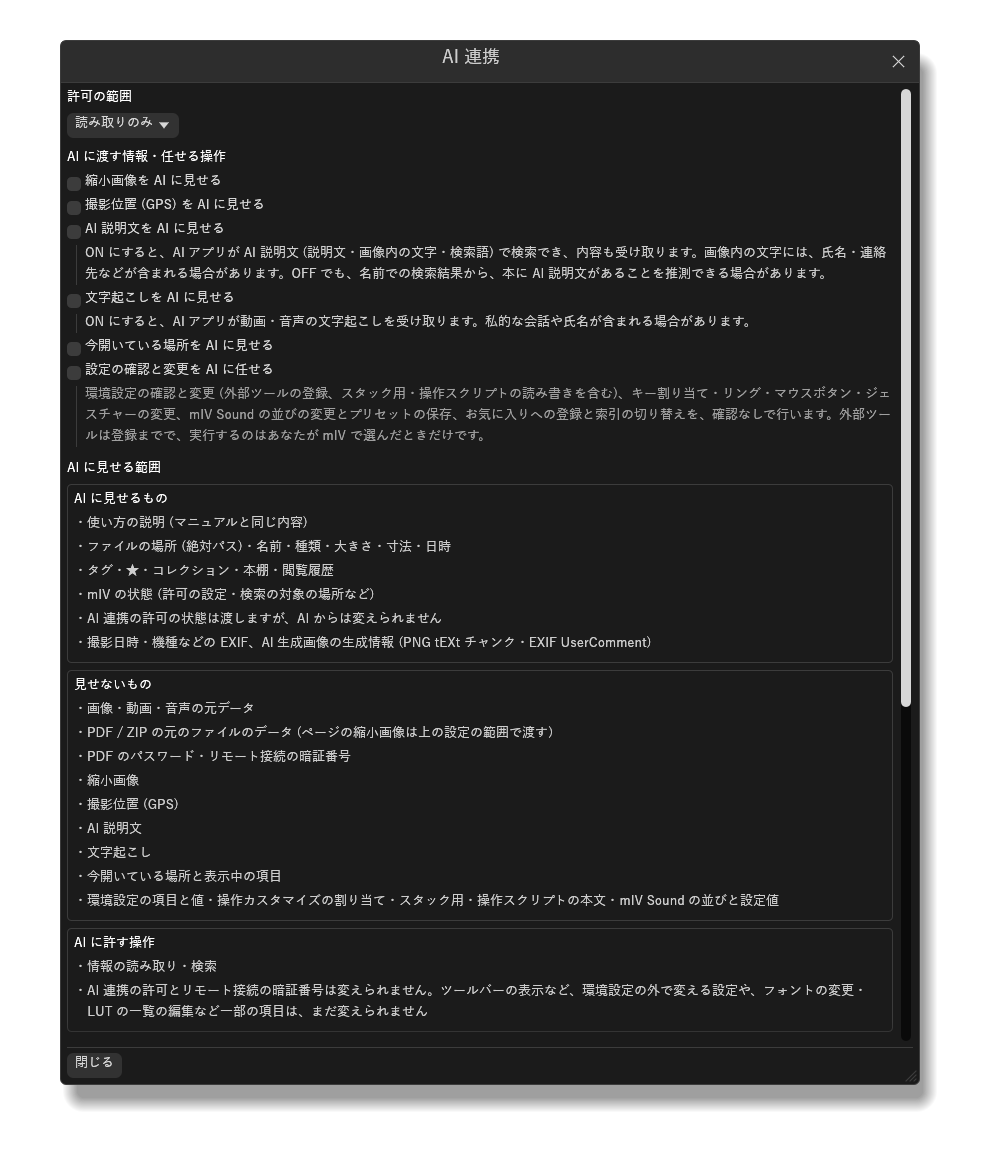 AI 連携
許可の範囲
読み取りのみ
AI に渡す情報・任せる操作
縮小画像を AI に見せる
撮影位置 (GPS) を AI に見せる
AI 説明文を AI に見せる
ON にすると、AI アプリが AI 説明文 (説明文・画像内の文字・検索語) で検索でき、内容も受け取ります。画像内の文字には、氏名・連絡
先などが含まれる場合があります。OFF でも、名前での検索結果から、本に AI 説明文があることを推測できる場合があります。
文字起こしを AI に見せる
ON にすると、AI アプリが動画・音声の文字起こしを受け取ります。私的な会話や氏名が含まれる場合があります。
今開いている場所を AI に見せる
設定の確認と変更を AI に任せる
環境設定の確認と変更 (外部ツールの登録、スタック用・操作スクリプトの読み書きを含む)、キー割り当て・リング・マウスボタン・ジェ
スチャーの変更、mIV Sound の並びの変更とプリセットの保存、お気に入りへの登録と索引の切り替えを、確認なしで行います。外部ツー
ルは登録までで、実行するのはあなたが mIV で選んだときだけです。
AI に見せる範囲
AI に見せるもの
・使い方の説明 (マニュアルと同じ内容)
・ファイルの場所 (絶対パス)・名前・種類・大きさ・寸法・日時
・タグ・★・コレクション・本棚・閲覧履歴
・mIV の状態 (許可の設定・検索の対象の場所など)
・AI 連携の許可の状態は渡しますが、AI からは変えられません
・撮影日時・機種などの EXIF、AI 生成画像の生成情報 (PNG tEXt チャンク・EXIF UserComment)
見せないもの
・画像・動画・音声の元データ
・PDF / ZIP の元のファイルのデータ (ページの縮小画像は上の設定の範囲で渡す)
・PDF のパスワード・リモート接続の暗証番号
・縮小画像
・撮影位置 (GPS)
・AI 説明文
・文字起こし
・今開いている場所と表示中の項目
・環境設定の項目と値・操作カスタマイズの割り当て・スタック用・操作スクリプトの本文・mIV Sound の並びと設定値
AI に許す操作
・情報の読み取り・検索
・AI 連携の許可とリモート接続の暗証番号は変えられません。ツールバーの表示など、環境設定の外で変える設定や、フォントの変更・
LUT の一覧の編集など一部の項目は、まだ変えられません
閉じる